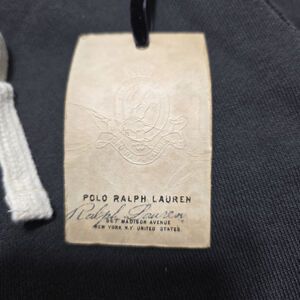 POLO RALPH LAUREN
Ralph Lauren
867 MADISON AVENUE
NEW YORK N.Y. UNITED STATES